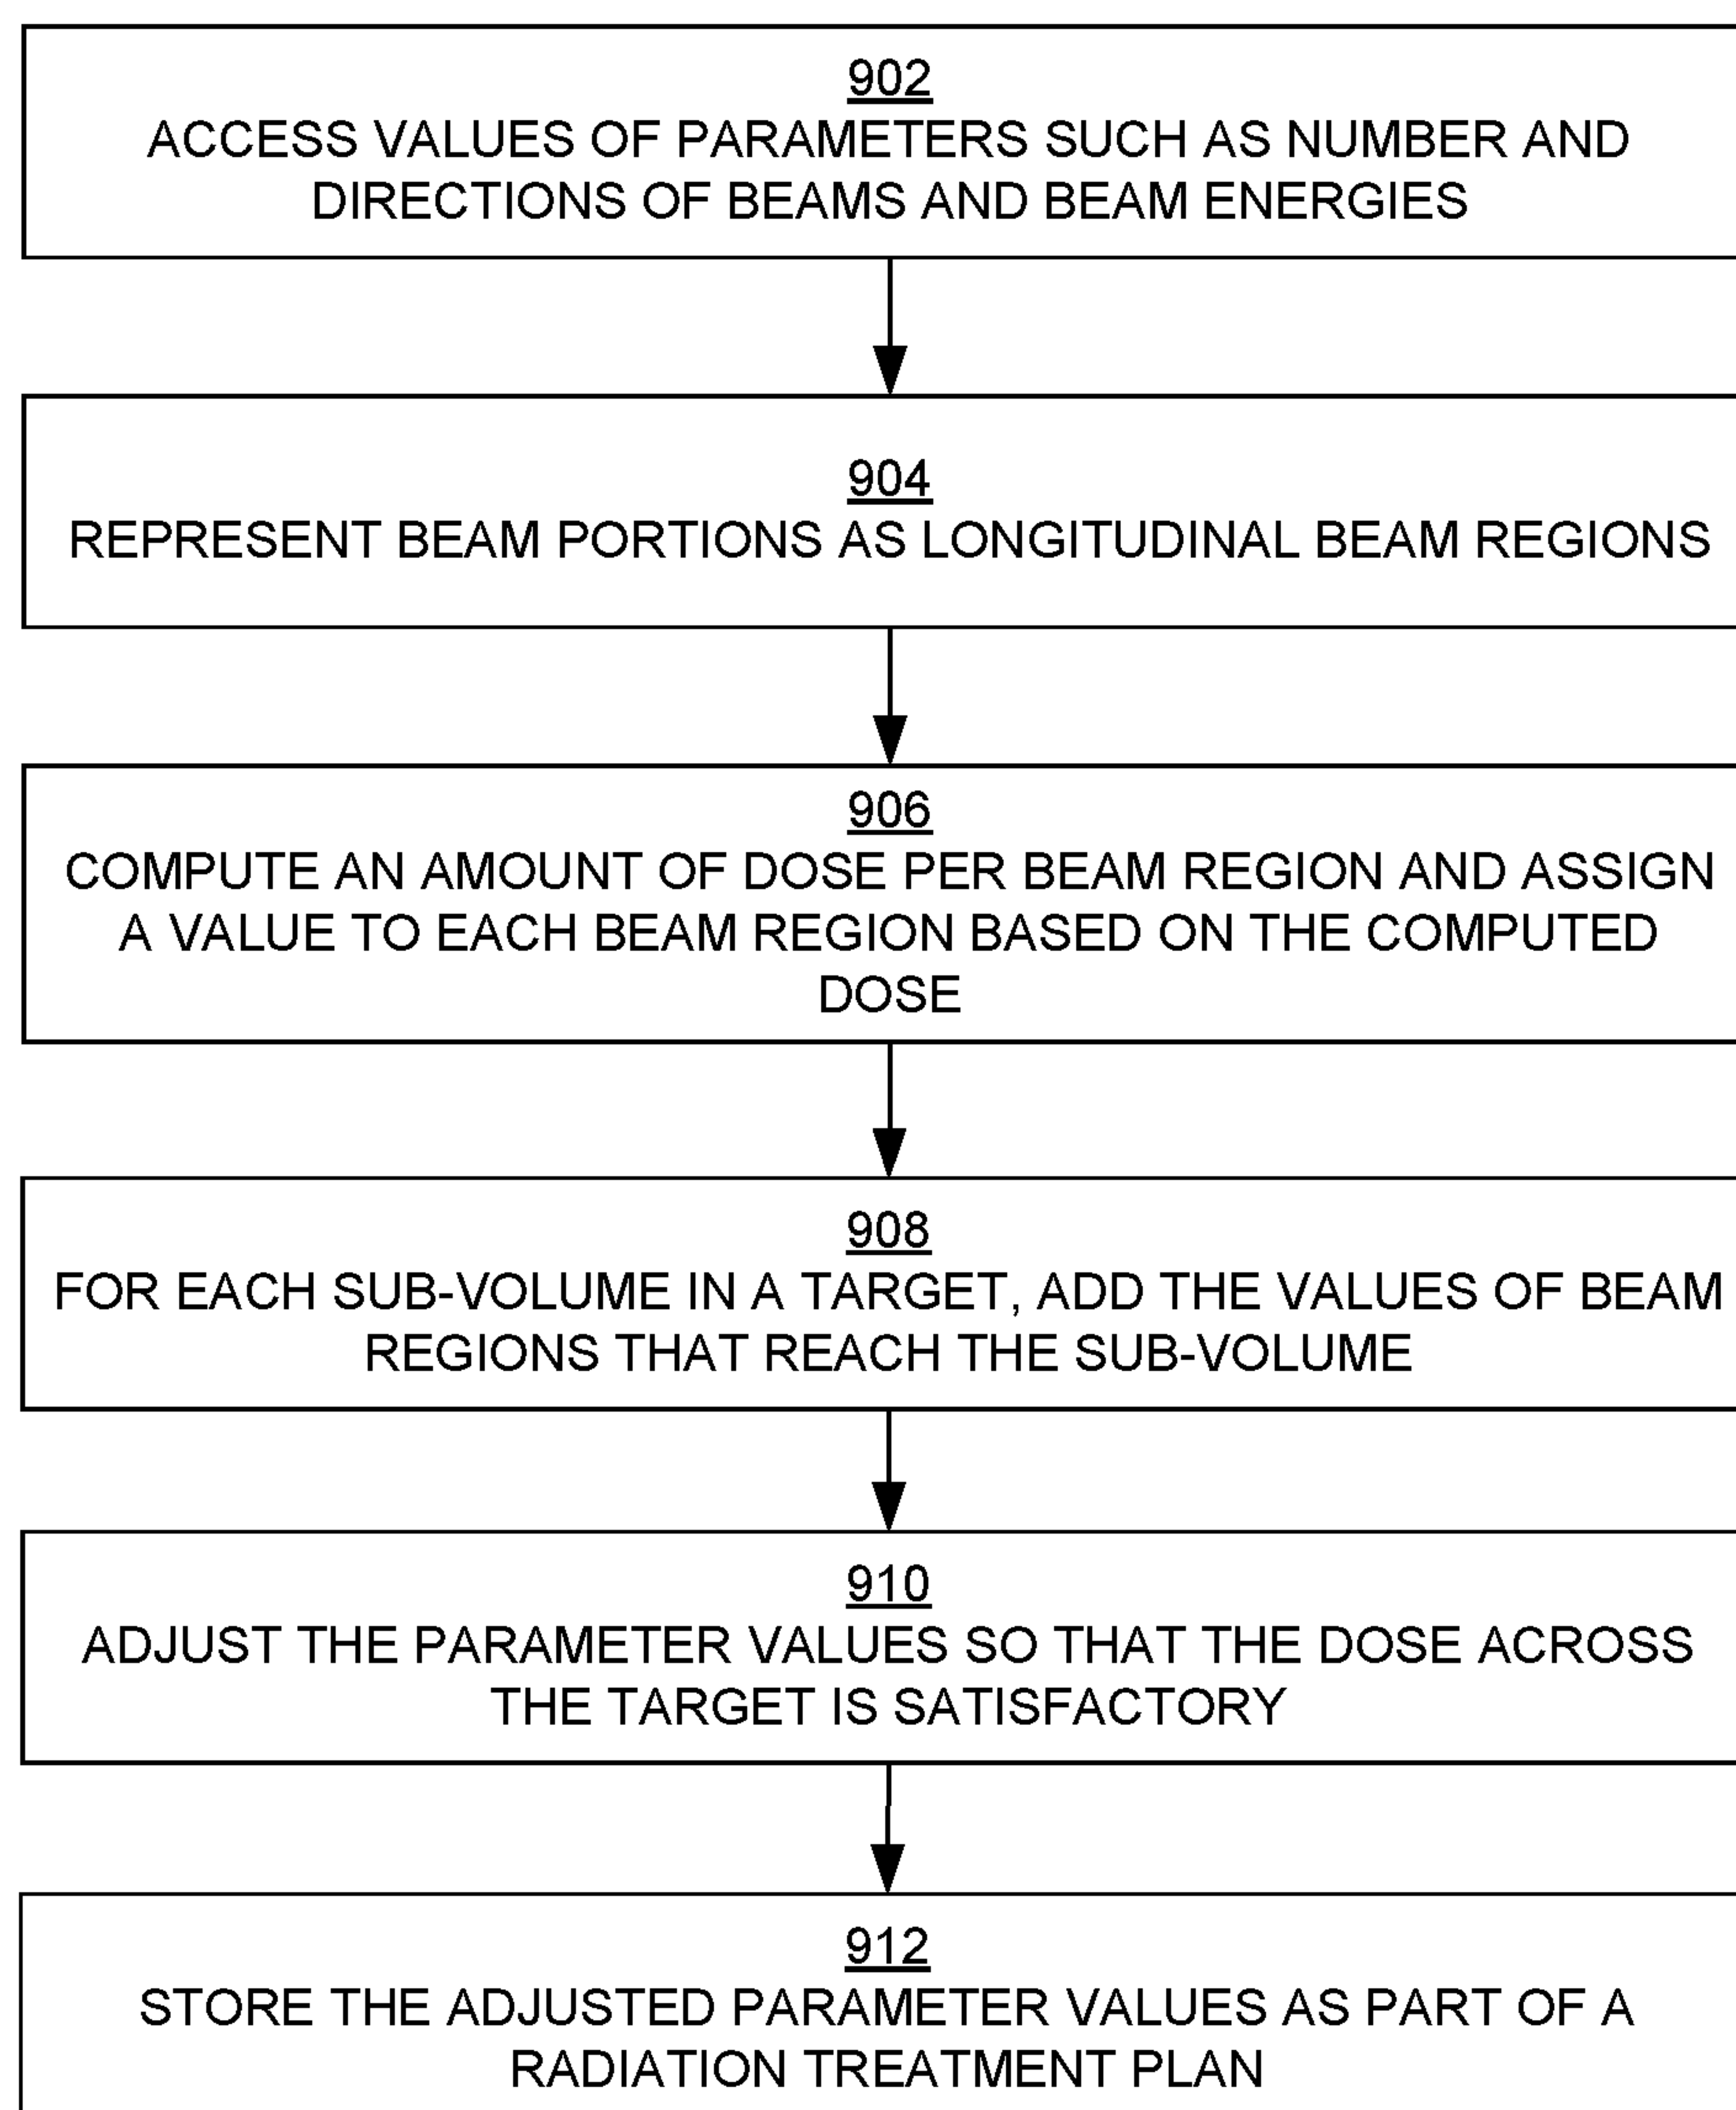 902
ACCESS VALUES OF PARAMETERS SUCH AS NUMBER AND
DIRECTIONS OF BEAMS AND BEAM ENERGIES
904
REPRESENT BEAM PORTIONS AS LONGITUDINAL BEAM REGIONS
906
COMPUTE AN AMOUNT OF DOSE PER BEAM REGION AND ASSIGN
A VALUE TO EACH BEAM REGION BASED ON THE COMPUTED
DOSE
908
FOR EACH SUB-VOLUME IN A TARGET, ADD THE VALUES OF BEAM
REGIONS THAT REACH THE SUB-VOLUME
910
ADJUST THE PARAMETER VALUES SO THAT THE DOSE ACROSS
THE TARGET IS SATISFACTORY
912
STORE THE ADJUSTED PARAMETER VALUES AS PART OF A
RADIATION TREATMENT PLAN